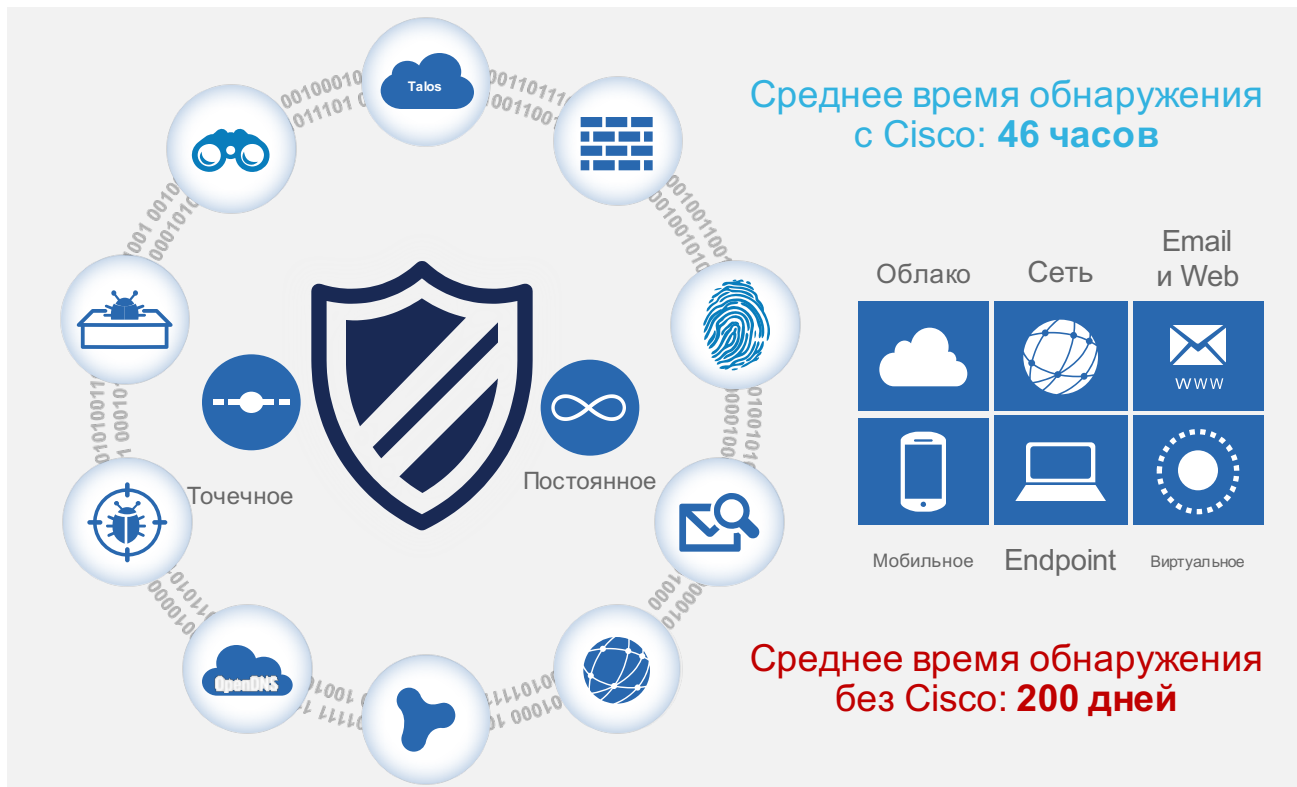 Talos
Среднее время обнаружения
с Cisco: 46 часов
Облако
Сеть
Email
и Web
www
Точечное
Постоянное
Мобильное
Endpoint
Виртуальное
OpenDNS
Среднее время обнаружения
без Cisco: 200 дней